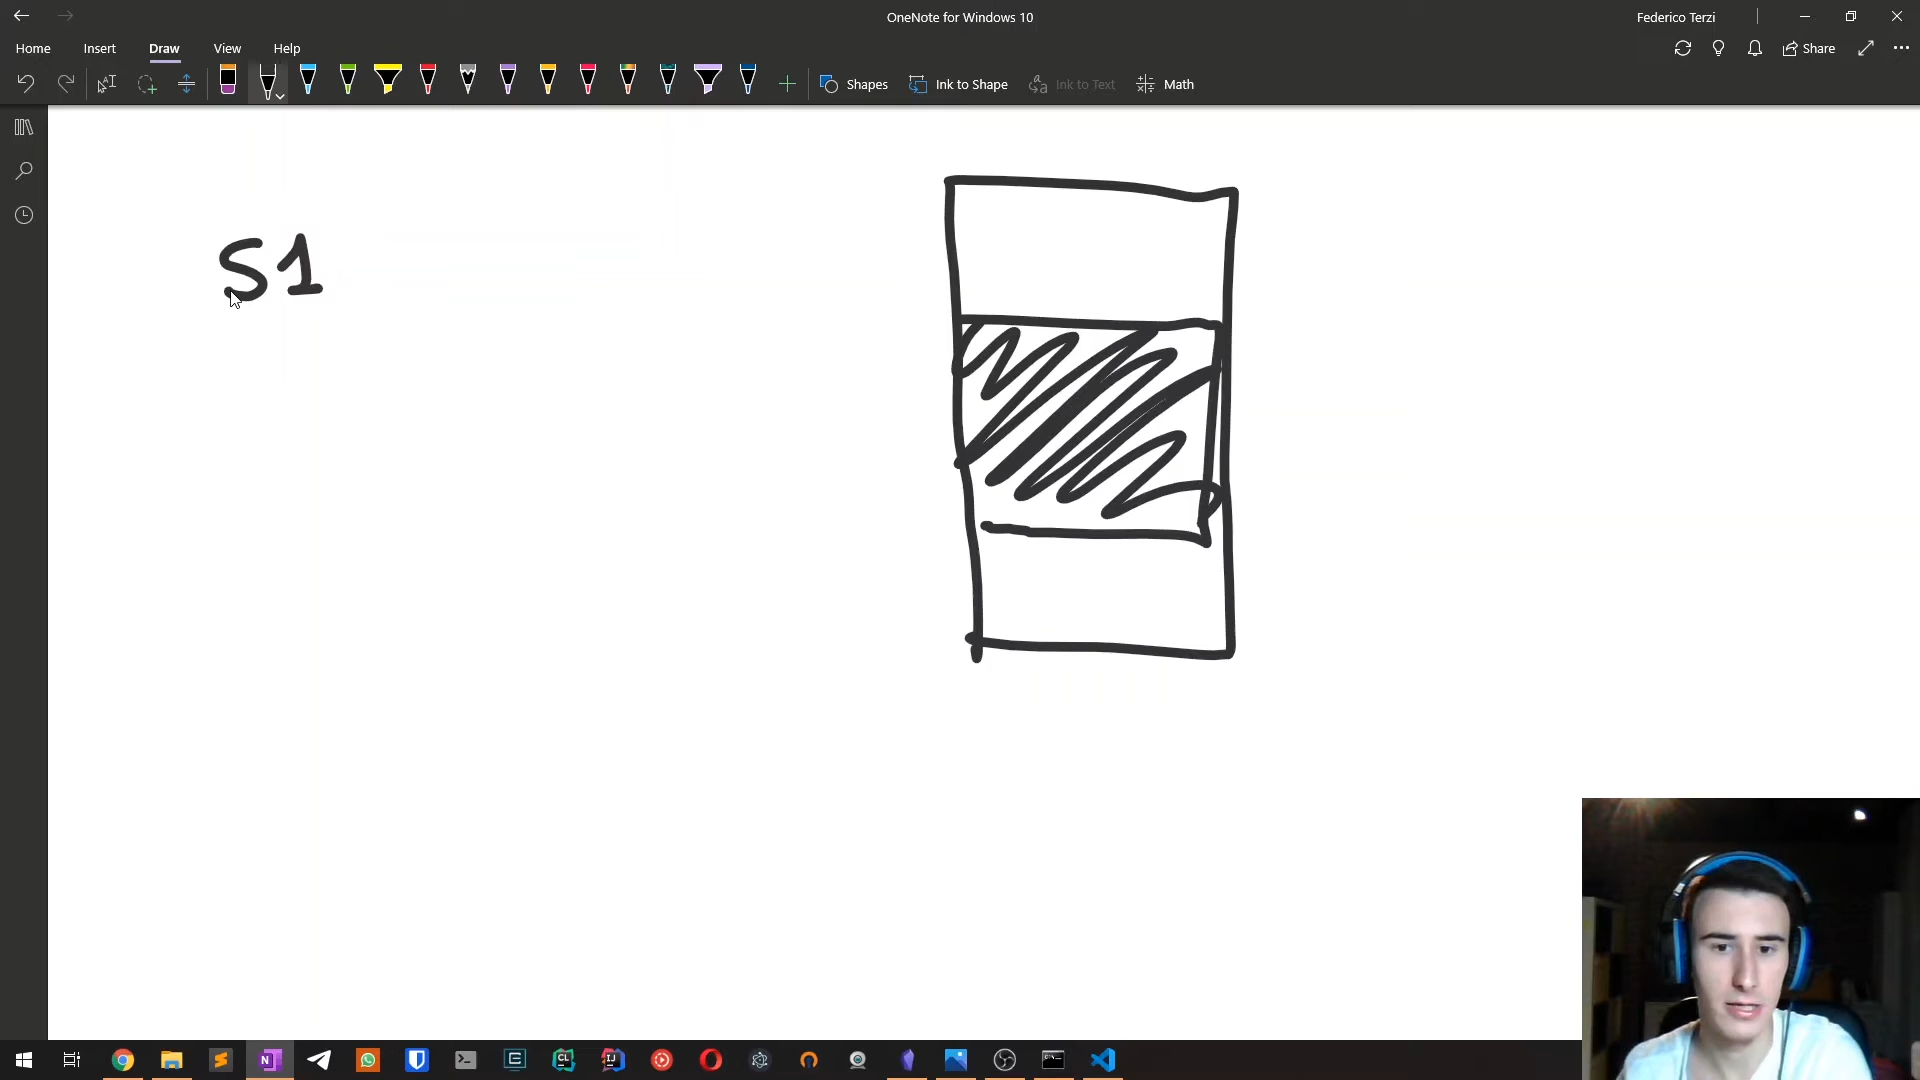 OneNote for Windows 10
Federico Terzi
Home Insert Draw View Help
Share
Shapes Ink to Shape Ink to Text Math
S1